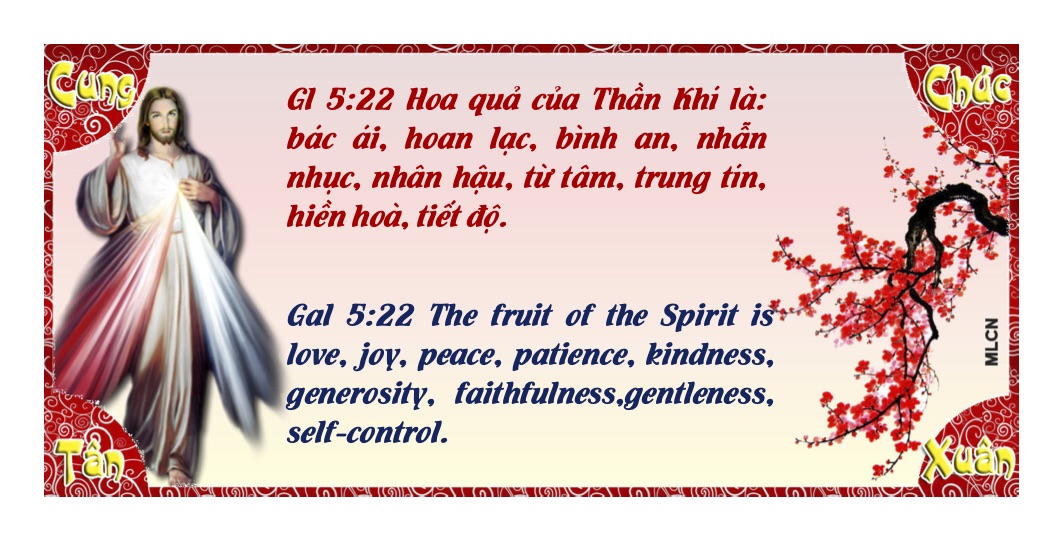 Cung
Chúc
Gl 5:22 Hoa quả của Thần Khí là:
bác ái, hoan lạc, bình an, nhẫn
nhục, nhân hậu, từ tâm, trung tín,
hiền hoà, tiết độ.
Gal 5:22 The fruit of the Spirit is
love, joy, peace, patience, kindness,
generosity, faithfulness,gentleness,
self-control.
MLCN
Tân
Xuân